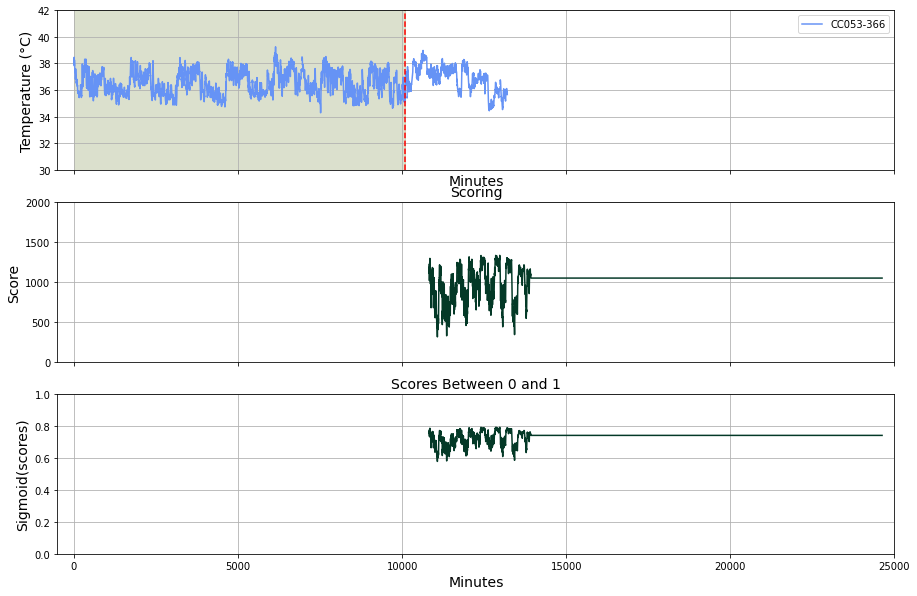 42
40
38
36
34
32
30
Temperature (°C)
CC053-366
Minutes
Scoring
2000
1500
1000
500
0
Score
Scores Between 0 and 1
1.0
0.8
0.6
0.4
0.2
0.0
Sigmoid(scores)
0 5000 10000 15000 20000 25000
Minutes